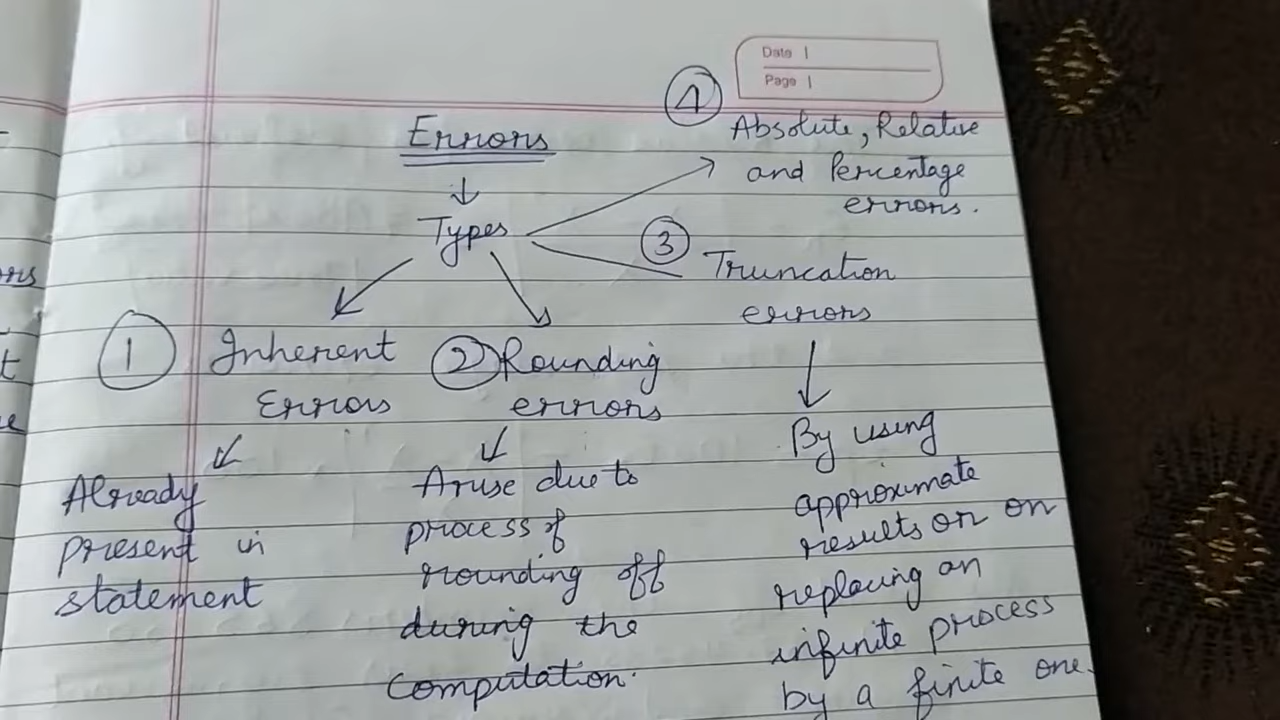 Date
Page
Errors
Types
4
Absolute, Relative
and Percentage
errors.
3
Truncation
errors
By using
approximate
results or on
replacing an
infinite process
by a finite one.
1
Inherent
Errors
Already
present in
statement
2
Rounding
errors
Aruse due to
process of
rounding off
during the
computation.